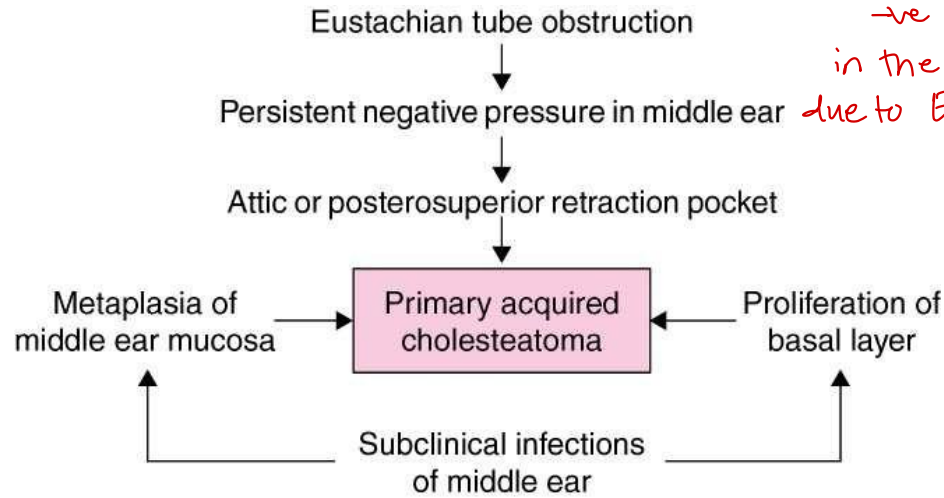 Eustachian tube obstruction
-ve
in the
Persistent negative pressure in middle ear due to E
Attic or posterosuperior retraction pocket
Metaplasia of
middle ear mucosa
Primary acquired
cholesteatoma
Proliferation of
basal layer
Subclinical infections
of middle ear